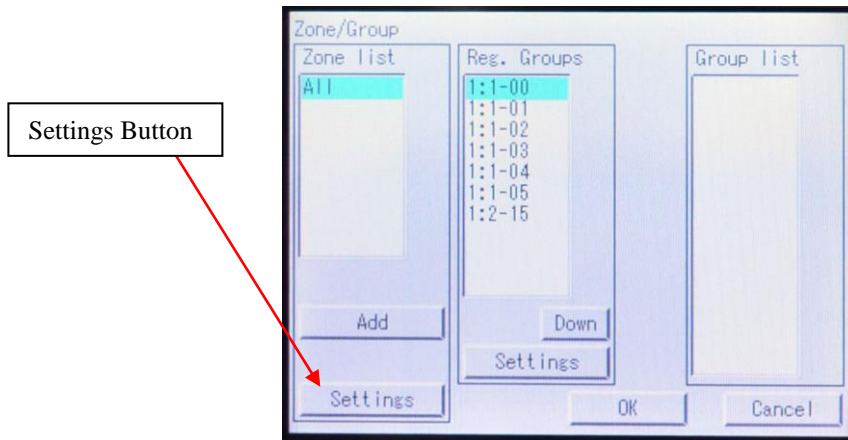 Zone/Group
Zone list
All
Add
Settings
Reg. Groups
1:1-00
1:1-01
1:1-02
1:1-03
1:1-04
1:1-05
1:2-15
Down
Settings
Group list
OK
Cancel
Settings Button